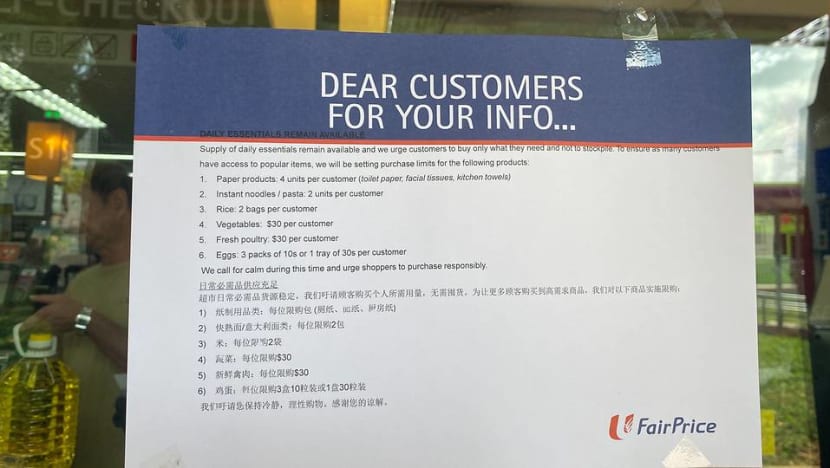 -CHECKOUT
DEAR CUSTOMERS
FOR YOUR INFO...
DAILY ESSENTIALS REMAIN AVAILABLE
Supply of daily essentials remain available and we urge customers to buy only what they need and not to stockpile. To ensure as many customers
have access to popular items, we will be setting purchase limits for the following products:
1. Paper products: 4 units per customer (toilet paper, facial tissues, kitchen towels)
2. Instant noodles / pasta: 2 units per customer
3. Rice: 2 bags per customer
4. Vegetables: $30 per customer
5. Fresh poultry: $30 per customer
6. Eggs: 3 packs of 10s or 1 tray of 30s per customer
We call for calm during this time and urge shoppers to purchase responsibly.
日常必需品供应充足
超市日常必需品货源稳定，我们吁请顾客购买个人所需用量，无需囤货。为让更多顾客购买到高需求商品，我们对以下商品实施限购：
1) 纸制用品类：每位限购包 (厕纸、面纸、厨房纸)
2) 快熟面/意大利面类：每位限购2包
3) 米：每位限购2袋
4) 蔬菜：每位限购$30
5) 新鲜禽肉：每位限购$30
6) 鸡蛋：每位限购3盒10粒装或1盘30粒装
我们吁请您保持冷静，理性购物。感谢您的谅解。
FairPrice